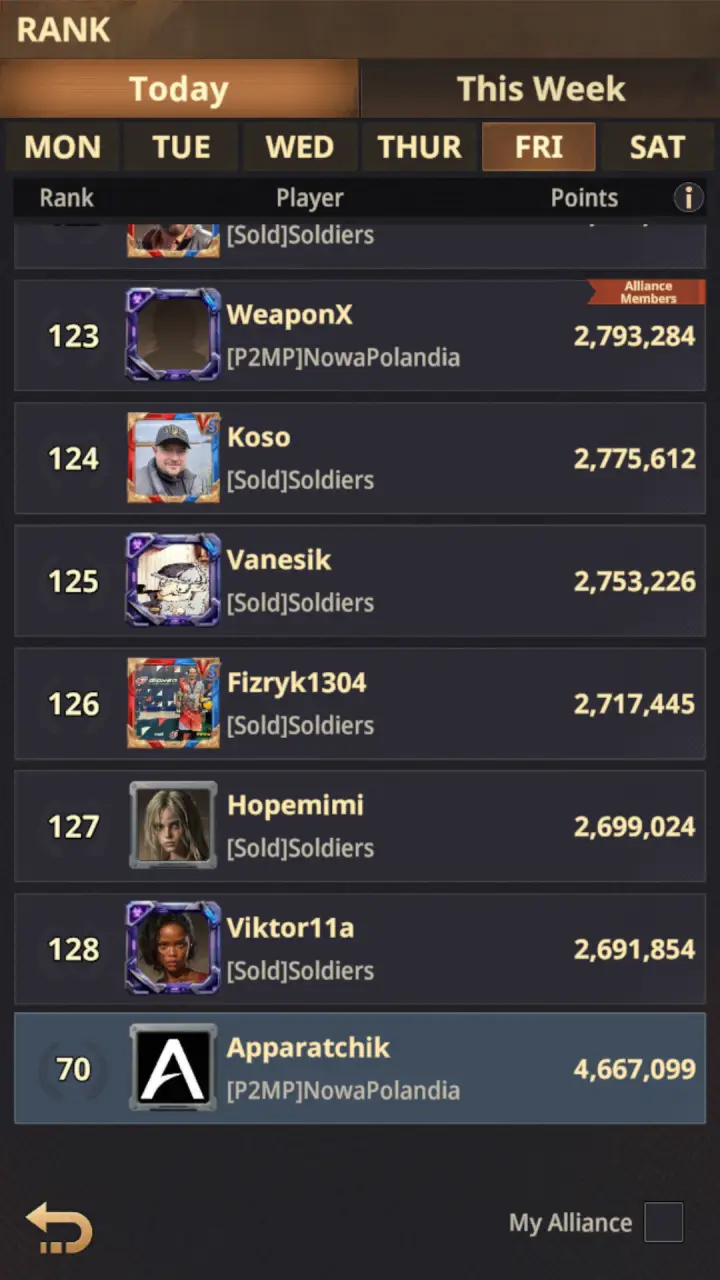 RANK
Today
This Week
MON
TUE
WED
THUR
FRI
SAT
Rank
Player
Points
[Sold]Soldiers
Alliance
Members
123
WeaponX
[P2MP]NowaPolandia
2,793,284
124
Koso
[Sold]Soldiers
2,775,612
125
Vanesik
[Sold]Soldiers
2,753,226
126
Fizryk1304
[Sold]Soldiers
2,717,445
127
Hopemimi
[Sold]Soldiers
2,699,024
128
Viktor11a
[Sold]Soldiers
2,691,854
70
Apparatchik
[P2MP]NowaPolandia
4,667,099
My Alliance